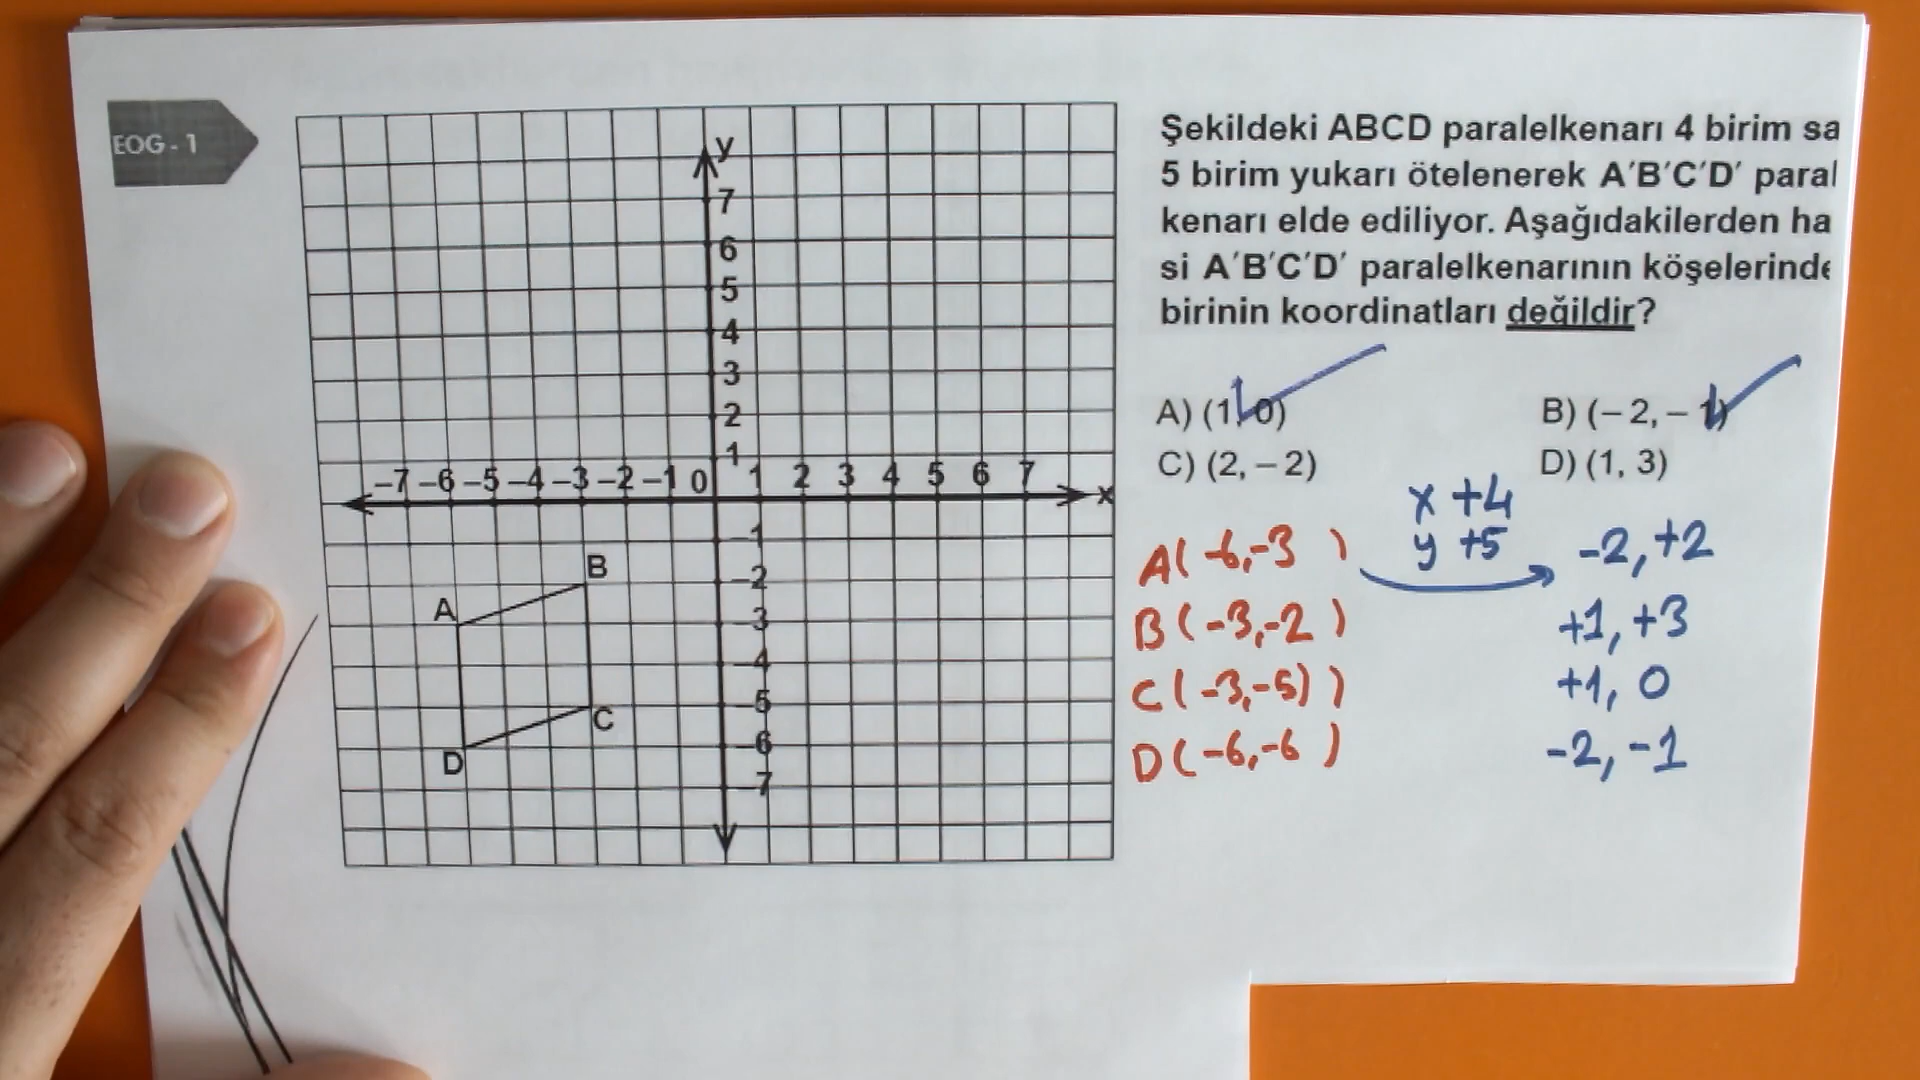 EOG - 1
Şekildeki ABCD paralelkenarı 4 birim sa
5 birim yukarı ötelenerek A′B′C′D′ paral
kenarı elde ediliyor. Aşağıdakilerden ha
si A′B′C′D′ paralelkenarının köşelerinde
birinin koordinatları değildir?
A) (1, 0)
B) (– 2, – 1)
C) (2, – 2)
D) (1, 3)
x +4
y +5
A( -6,-3 )
-2, +2
B( -3,-2 )
+1, +3
C( -3,-5) )
+1, 0
D( -6,-6 )
-2, -1
y
7
6
5
4
3
2
1
–7 –6 –5 –4 –3 –2 –1 0 1 2 3 4 5 6 7 x
–1
–2
–3
–4
–5
–6
–7
A
B
C
D